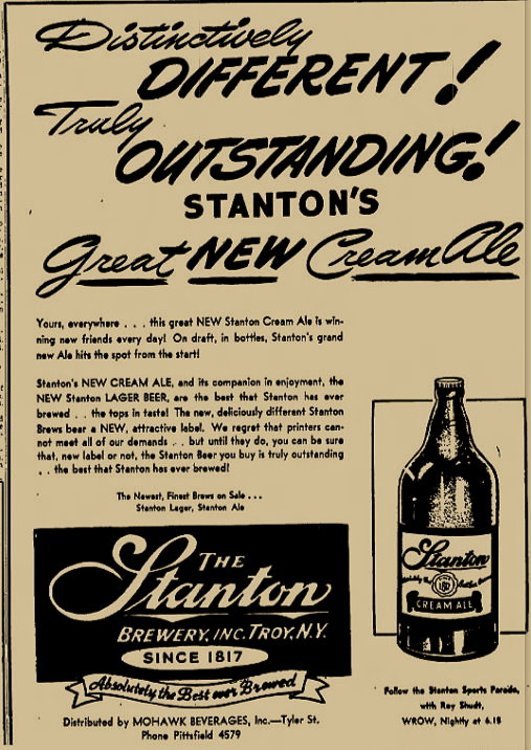 Distinctively
DIFFERENT!
Truly
OUTSTANDING!
STANTON'S
Great NEW Cream Ale
Yours, everywhere . . . this great NEW Stanton Cream Ale is win-
ning new friends every day! On draft, in bottles, Stanton's grand
new Ale hits the spot from the start!
Stanton's NEW CREAM ALE, and its companion in enjoyment, the
NEW Stanton LAGER BEER, are the best that Stanton has ever
brewed . . the tops in taste! The new, deliciously different Stanton
Brews bear a NEW, attractive label. We regret that printers can-
not meet all of our demands . . but until they do, you can be sure
that, new label or not, the Stanton Beer you buy is truly outstanding
. . the best that Stanton has ever brewed!
The Newest, Finest Brews on Sale . . .
Stanton Lager, Stanton Ale
THE
Stanton
BREWERY, INC. TROY, N.Y.
SINCE 1817
Absolutely the Best ever Brewed
Distributed by MOHAWK BEVERAGES, Inc.—Tyler St.
Phone Pittsfield 4579
Stanton
CREAM ALE
Follow the Stanton Sports Parade,
with Ray Shudt,
WROW, Nightly at 6.15